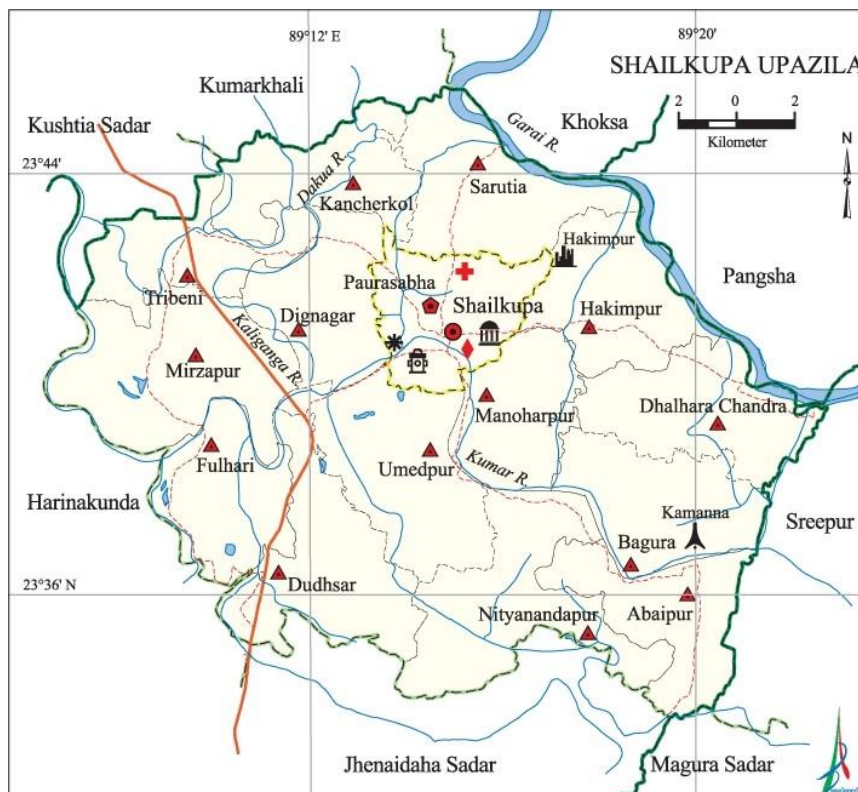 89°12' E
89°20'
SHAILKUPA UPAZILA
Kumarkhali
2 0 2
Kilometer
Khoksa
Garai R.
Kushtia Sadar
N
23°44'
Dakua R.
Sarutia
Kancherkol
Hakimpur
Pangsha
Tribeni
Paurasabha
Shailkupa
Hakimpur
Dignagar
Kaliganga R.
Mirzapur
Manoharpur
Dhalhara Chandra
Fulhari
Umedpur
Kumar R.
Harinakunda
Kamanna
Sreepur
Bagura
Dudhsar
23°36' N
Nityanandapur
Abaipur
Jhenaidaha Sadar
Magura Sadar